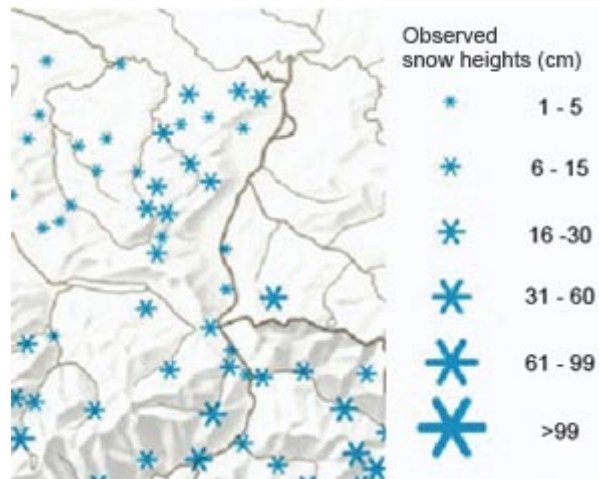 Observed
snow heights (cm)
1 - 5
6 - 15
16 -30
31 - 60
61 - 99
>99